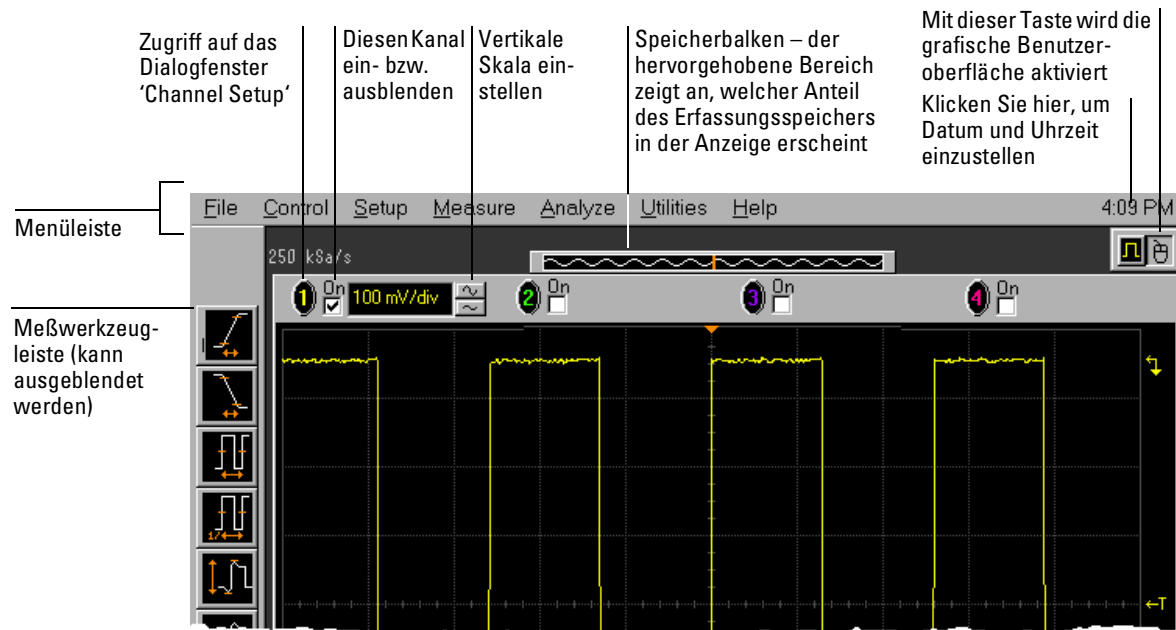 Zugriff auf das
Dialogfenster
‘Channel Setup‘
Diesen Kanal
ein- bzw.
ausblenden
Vertikale
Skala ein-
stellen
Speicherbalken – der
hervorgehobene Bereich
zeigt an, welcher Anteil
des Erfassungsspeichers
in der Anzeige erscheint
Mit dieser Taste wird die
grafische Benutzer-
oberfläche aktiviert
Klicken Sie hier, um
Datum und Uhrzeit
einzustellen
Menüleiste
File Control Setup Measure Analyze Utilities Help 4:09 PM
250 kSa/s
1 On 100 mV/div 2 On 3 On 4 On
Meßwerkzeug-
leiste (kann
ausgeblendet
werden)
1/
T